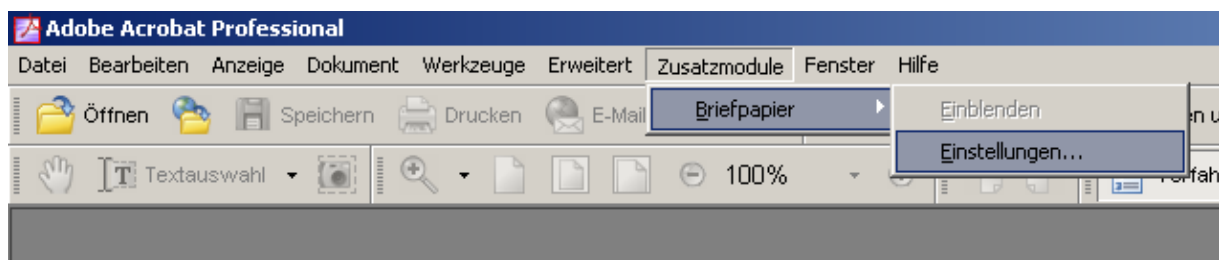 Adobe Acrobat Professional
Datei Bearbeiten Anzeige Dokument Werkzeuge Erweitert Zusatzmodule Fenster Hilfe
Briefpapier Einblenden
Öffnen Speichern Drucken E-Mail
Einstellungen...
Textauswahl 100%